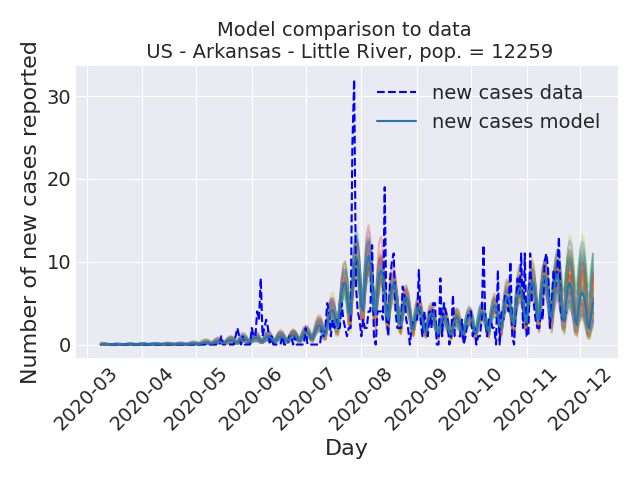 Model comparison to data
US - Arkansas - Little River, pop. = 12259
Number of new cases reported
30
20
10
0
new cases data
new cases model
2020-03
2020-04
2020-05
2020-06
2020-07
2020-08
2020-09
2020-10
2020-11
2020-12
Day